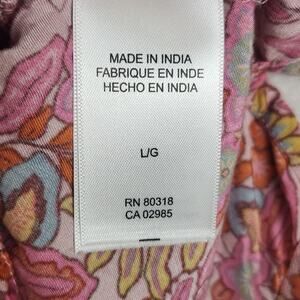 MADE IN INDIA
FABRIQUE EN INDE
HECHO EN INDIA
L/G
RN 80318
CA 02985